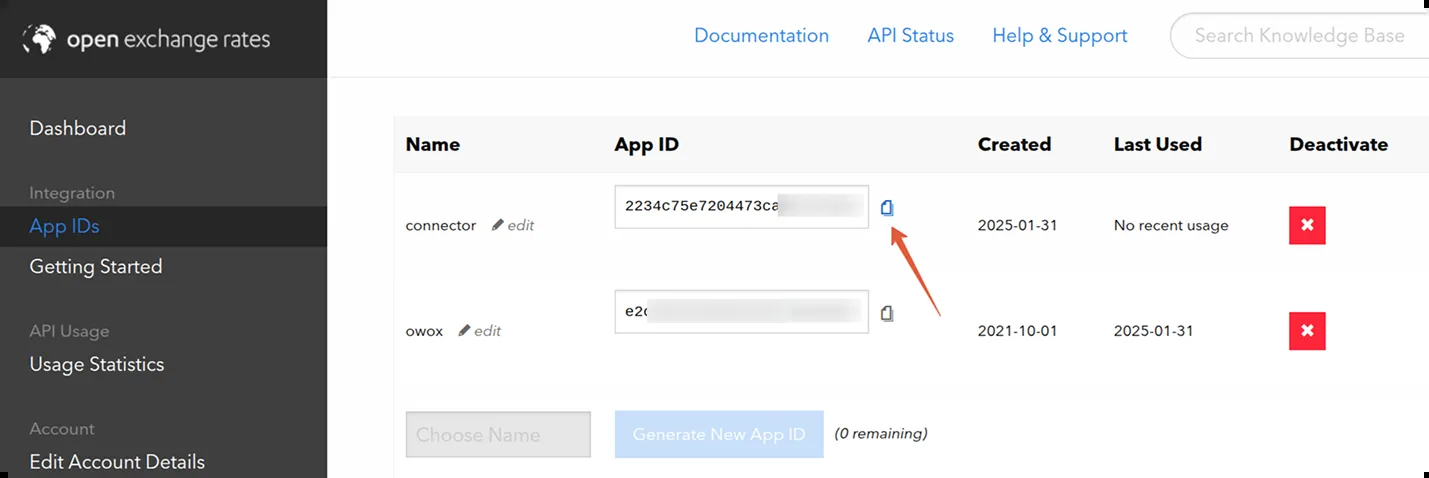 open exchange rates
Documentation
API Status
Help & Support
Search Knowledge Base
Dashboard
Integration
App IDs
Getting Started
API Usage
Usage Statistics
Account
Edit Account Details
Name App ID Created Last Used Deactivate
connector edit 2234c75e7204473ca 2025-01-31 No recent usage
owox edit e2 2021-10-01 2025-01-31
Choose Name Generate New App ID (0 remaining)